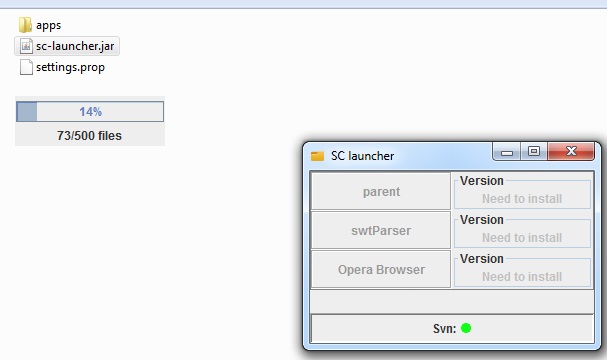 apps
sc-launcher.jar
settings.prop
14%
73/500 files
SC launcher
parent
Version
Need to install
swtParser
Version
Need to install
Opera Browser
Version
Need to install
Svn: